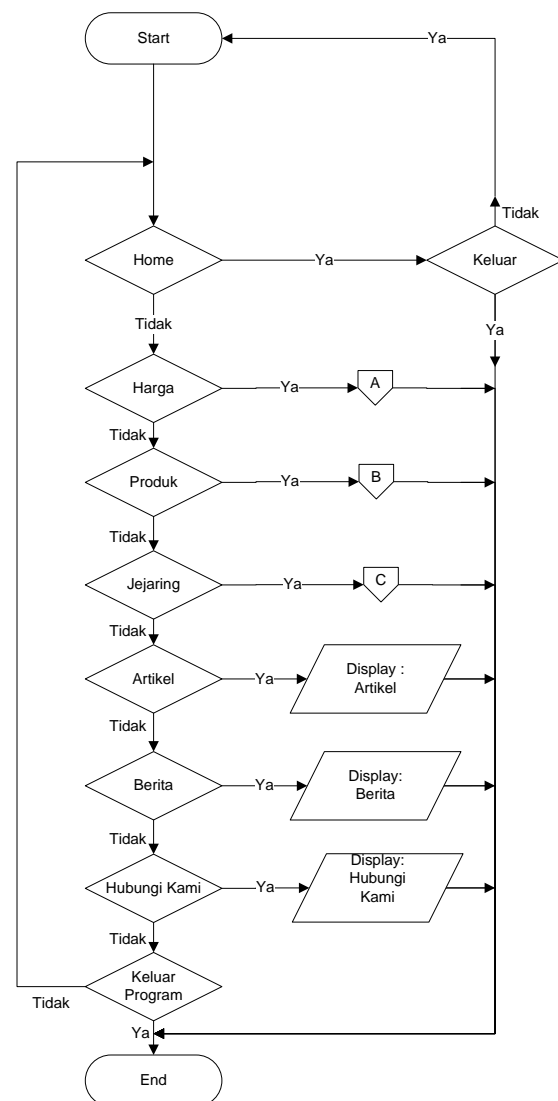 Start
Ya
Tidak
Home
Ya
Keluar
Tidak
Ya
Harga
Ya
A
Tidak
Produk
Ya
B
Tidak
Jejaring
Ya
C
Tidak
Artikel
Ya
Display :
Artikel
Tidak
Berita
Ya
Display:
Berita
Tidak
Hubungi Kami
Ya
Display:
Hubungi
Kami
Tidak
Keluar
Program
Tidak
Ya
End